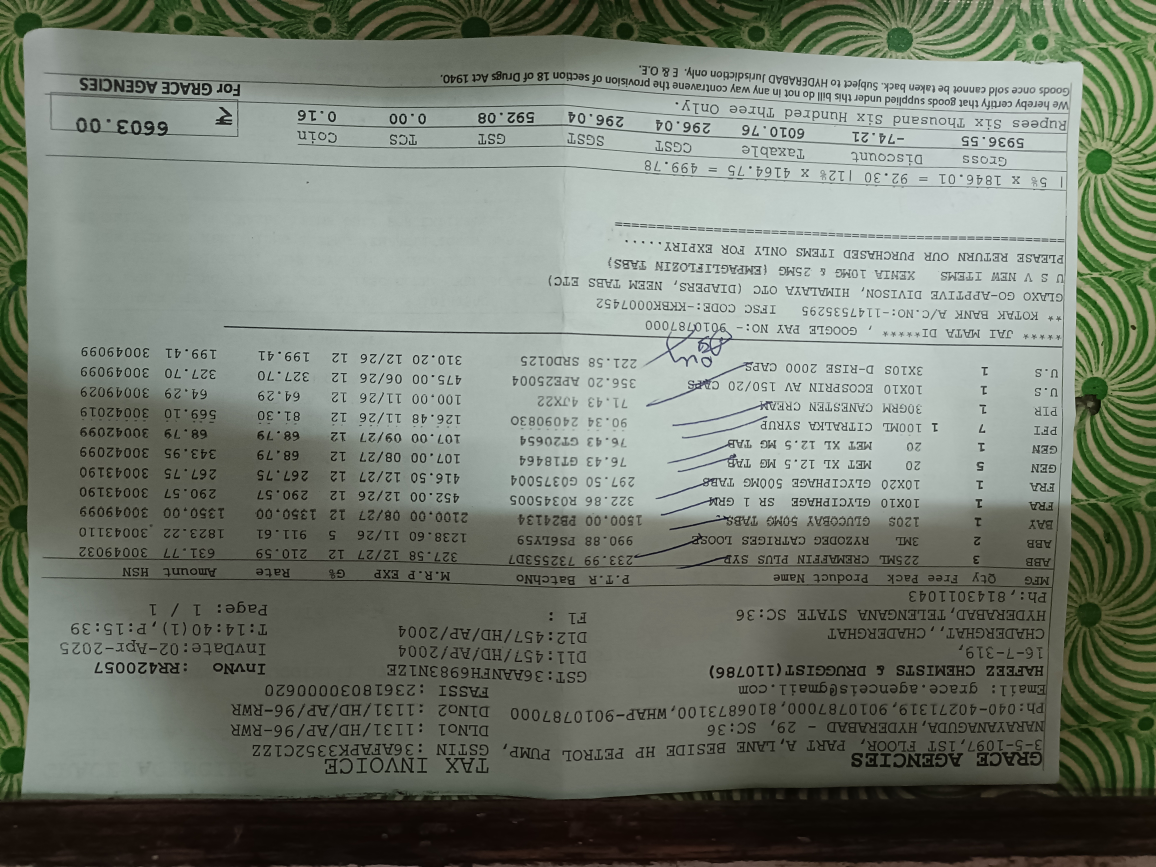 GRACE AGENCIES TAX INVOICE
3-5-1097,1ST FLOOR, PART A,LANE BESIDE HP PETROL PUMP, GSTIN :36AFAPK3352C1ZZ
NARAYANAGUDA,HYDERABAD - 29, SC:36 DLNO1 :1131/HD/AP/96-RWR
Ph:040-40271319,9010787000,8106873100,WHAP-9010787000 DlNo2 :1131/HD/AP/96-RWR
Email: grace.agenceis@gmail.com FASSI :23618030000620
HAFEEZ CHEMISTS & DRUGGIST(110786) GST:36AANFH6983N1ZE InvNo :RR420057
16-7-319, D11:457/HD/AP/2004 InvDate:02-Apr-2025
CHADERGHAT,,CHADERGHAT D12:457/HD/AP/2004 T:14:40(1),P:15:39
HYDERABAD,TELENGANA STATE SC:36 F1 : Page: 1 / 1
Ph:,814301l043
MFG Qty Free Pack Product Name P.T.R BatchNo M.R.P EXP G% Rate Amount HSN
ABB 3 225ML CREMAFFIN PLUS SYP 233.99 732553D7 327.58 12/27 12 210.59 631.77 3049032
ABB 2 3ML RYZODEG CATRIGES LOOSE 990.88 PS6LY59 1238.60 11/26 5 911.61 1823.22 30043110
BAY 1 120S GLUCOBAY 50MG TABS. 1500.00 PB24134 2100.00 08/27 12 1350.00 1350.00 30049099
FRA 1 10X10 GLYCIPHAGE SR 1 GRM 322.86 RO345005 452.00 12/26 12 290.57 290.57 30043190
FRA 1 10X20 GLYCIPHAGE 500MG TABS 297.50 GO375004 416.50 12/27 12 267.75 267.75 30043190
GEN 5 20 MET XL 12.5 MG TAB 76.43 GT18464 107.00 08/27 12 68.79 343.95 30042099
GEN 1 20 MET XL 12.5 MG TAB 76.43 GT20654 107.00 09/27 12 68.79 68.79 30042099
PFI 7 1 100ML CITRALKA SYRUP 90.34 24090830 126.48 11/26 12 81.30 569.10 30042019
PIR 1 30GRM CANESTEN CREAM 71.43 4JX22 100.00 11/26 12 64.29 64.29 30049029
U.S 1 10X10 ECOSPRIN AV 150/20 CAPS 356.20 APE25004 475.00 06/26 12 327.70 327.70 30049099
U.S 1 3X10S D-RISE 2000 CAPS 221.58 SRD0125 310.20 12/26 12 199.41 199.41 30049099
***** JAI MATA DI***** , GOOGLE PAY NO:- 9010787000
** KOTAK BANK A/C.NO:-1147535295 IFSC CODE:-KKBK0007452
GLAXO GO-APPTIVE DIVISON, HIMALAYA OTC (DIAPERS, NEEM TABS ETC)
U S V NEW ITEMS XENIA 10MG & 25MG (EMPAGLIFLOZIN TABS)
PLEASE RETURN OUR PURCHASED ITEMS ONLY FOR EXPIRY.....
| 5% x 1846.01 = 92.30 |12% x 4164.75 = 499.78
Gross Discount Taxable CGST SGST GST TCS Coin
5936.55 -74.21 6010.76 296.04 296.04 592.08 0.00 0.16 ₹ 6603.00
Rupees Six Thousand Six Hundred Three Only.
We hereby certify that goods supplied under this bill do not in any way contravene the provision of section 18 of Drugs Act 1940. For GRACE AGENCIES
Goods once sold cannot be taken back. Subject to HYDERABAD Jurisdiction only. E & O.E.